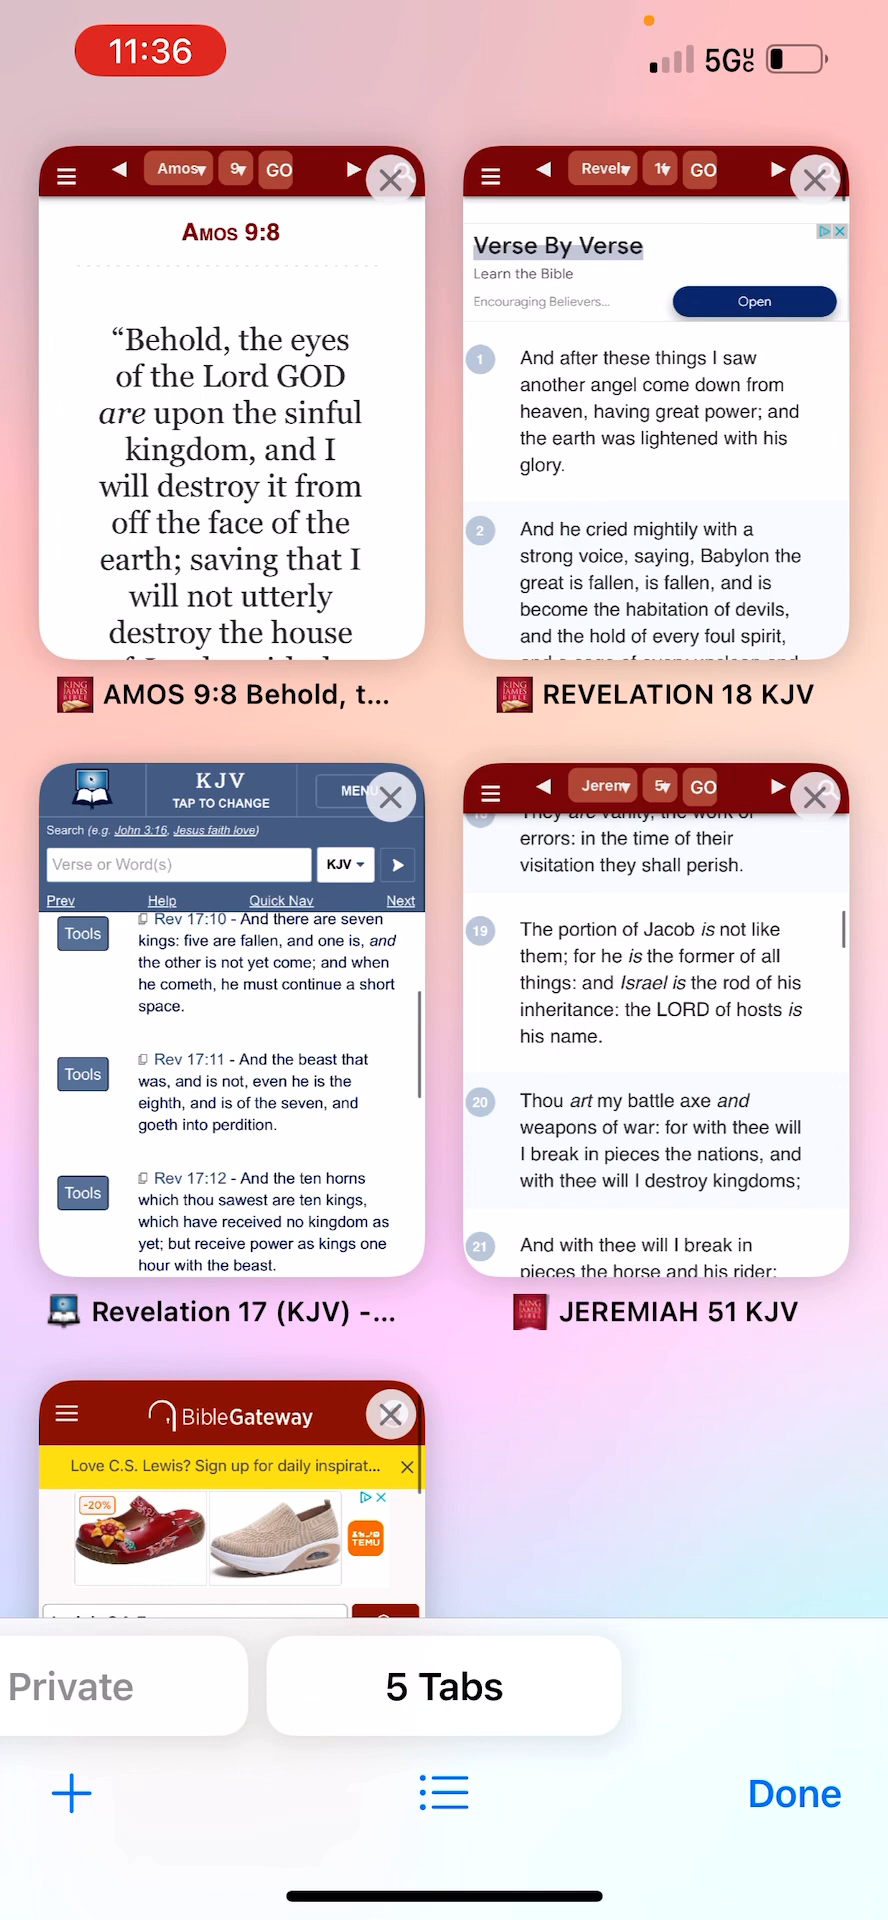 11:36
5G UC
Amos
9
GO
AMOS 9:8
“Behold, the eyes
of the Lord GOD
are upon the sinful
kingdom, and I
will destroy it from
off the face of the
earth; saving that I
will not utterly
destroy the house
AMOS 9:8 Behold, t...
Revel
GO
Verse By Verse
Learn the Bible
Encouraging Believers...
Open
1
And after these things I saw
another angel come down from
heaven, having great power; and
the earth was lightened with his
glory.
2
And he cried mightily with a
strong voice, saying, Babylon the
great is fallen, is fallen, and is
become the habitation of devils,
and the hold of every foul spirit,
KING
JAMES
BIBLE
REVELATION 18 KJV
KJV
TAP TO CHANGE
MENU
Search (e.g. John 3:16, Jesus faith love)
Verse or Word(s)
KJV
Prev
Help
Quick Nav
Next
Tools
Rev 17:10 - And there are seven
kings: five are fallen, and one is, and
the other is not yet come; and when
he cometh, he must continue a short
space.
Tools
Rev 17:11 - And the beast that
was, and is not, even he is the
eighth, and is of the seven, and
goeth into perdition.
Tools
Rev 17:12 - And the ten horns
which thou sawest are ten kings,
which have received no kingdom as
yet; but receive power as kings one
hour with the beast.
Revelation 17 (KJV) -...
Jerem
5
GO
They are vanity, the work of
errors: in the time of their
visitation they shall perish.
19
The portion of Jacob is not like
them; for he is the former of all
things: and Israel is the rod of his
inheritance: the LORD of hosts is
his name.
20
Thou art my battle axe and
weapons of war: for with thee will
I break in pieces the nations, and
with thee will I destroy kingdoms;
21
And with thee will I break in
pieces the horse and his rider;
KING
JAMES
BIBLE
JEREMIAH 51 KJV
BibleGateway
Love C.S. Lewis? Sign up for daily inspirat...
-20%
TEMU
Private
5 Tabs
Done